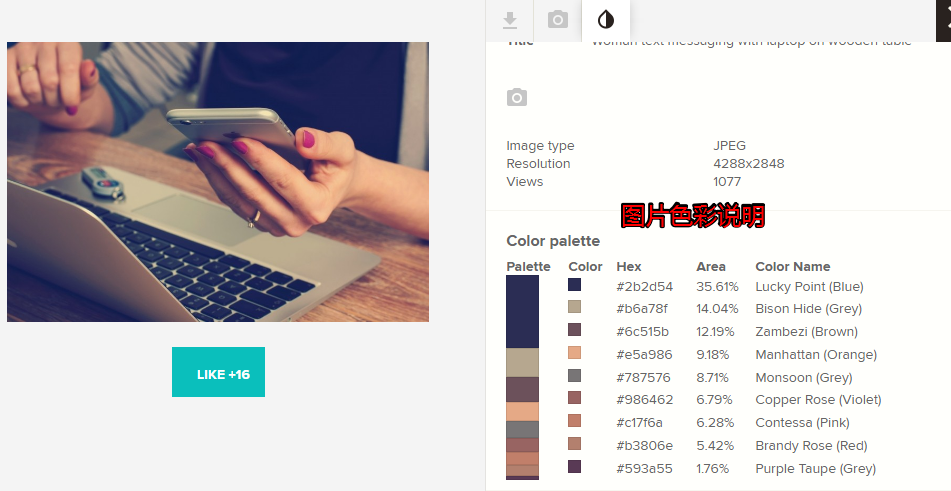 Title Woman text messaging with laptop on wooden table
Image type JPEG
Resolution 4288x2848
Views 1077
图片色彩说明
Color palette
Palette Color Hex Area Color Name
#2b2d54 35.61% Lucky Point (Blue)
#b6a78f 14.04% Bison Hide (Grey)
#6c515b 12.19% Zambezi (Brown)
#e5a986 9.18% Manhattan (Orange)
#787576 8.71% Monsoon (Grey)
#986462 6.79% Copper Rose (Violet)
#c17f6a 6.28% Contessa (Pink)
#b3806e 5.42% Brandy Rose (Red)
#593a55 1.76% Purple Taupe (Grey)
LIKE +16